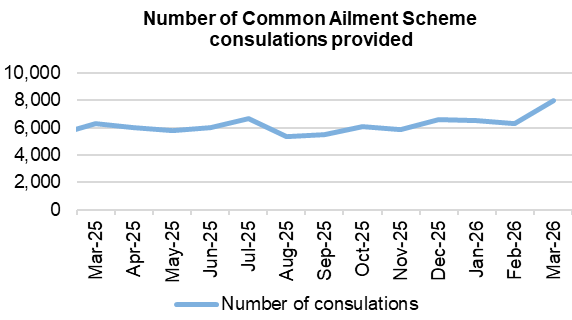 Number of Common Ailment Scheme
consulations provided
10,000
8,000
6,000
4,000
2,000
0
Mar-25
Apr-25
May-25
Jun-25
Jul-25
Aug-25
Sep-25
Oct-25
Nov-25
Dec-25
Jan-26
Feb-26
Mar-26
Number of consulations